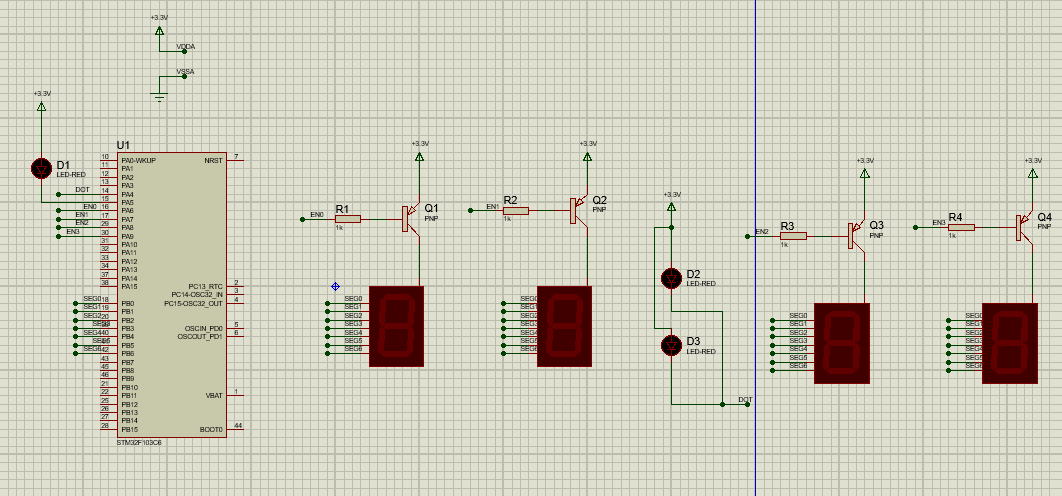 +3.3V
VDDA
VSSA
+3.3V
D1
LED-RED
U1
10 PA0-WKUP NRST 7
11 PA1
12 PA2
13 PA3
DOT 14 PA4
15 PA5
EN0 16 PA6
EN1 17 PA7
EN2 29 PA8
EN3 30 PA9
31 PA10
32 PA11
33 PA12
34 PA13
37 PA14
38 PA15 PC13_RTC 2
PC14-OSC32_IN 3
SEG0 18 PB0 PC15-OSC32_OUT 4
SEG1 19 PB1
SEG2 20 PB2
PB3 OSCIN_PD0 5
SEG4 40 PB4 OSCOUT_PD1 6
PB5
SEG6 42 PB6
43 PB7
45 PB8
46 PB9
21 PB10
22 PB11 VBAT 1
25 PB12
26 PB13
27 PB14
28 PB15 BOOT0 44
STM32F103C6
+3.3V
Q1
PNP
EN0
R1
1k
SEG0
SEG1
SEG2
SEG3
SEG4
SEG5
SEG6
+3.3V
Q2
PNP
EN1
R2
1k
SEG0
SEG1
SEG2
SEG3
SEG4
SEG5
SEG6
+3.3V
D2
LED-RED
D3
LED-RED
DOT
+3.3V
Q3
PNP
EN2
R3
1k
SEG0
SEG1
SEG2
SEG3
SEG4
SEG5
SEG6
+3.3V
Q4
PNP
EN3
R4
1k
SEG0
SEG1
SEG2
SEG3
SEG4
SEG5
SEG6